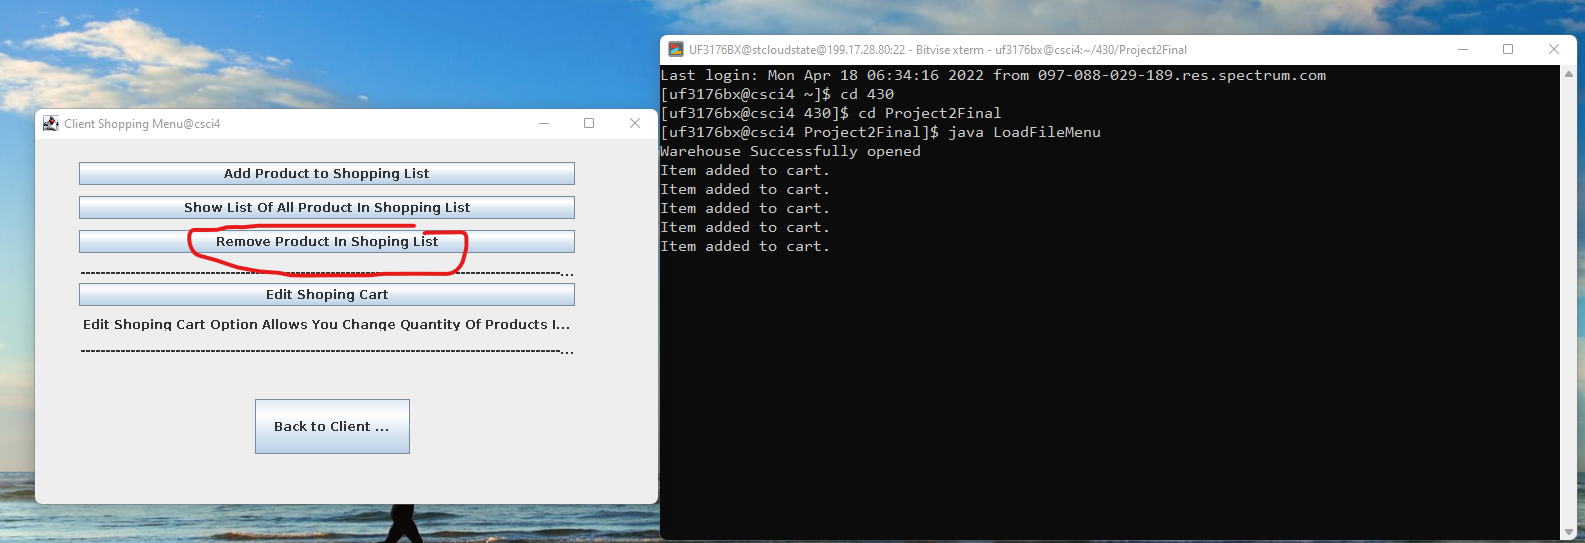 Client Shopping Menu@csci4
Add Product to Shopping List
Show List Of All Product In Shopping List
Remove Product In Shoping List
--------------------------------------------------------------------------------...
Edit Shoping Cart
Edit Shoping Cart Option Allows You Change Quantity Of Products I...
--------------------------------------------------------------------------------...
Back to Client ...
UF3176BX@stcloudstate@199.17.28.80:22 - Bitvise xterm - uf3176bx@csci4:~/430/Project2Final
Last login: Mon Apr 18 06:34:16 2022 from 097-088-029-189.res.spectrum.com
[uf3176bx@csci4 ~]$ cd 430
[uf3176bx@csci4 430]$ cd Project2Final
[uf3176bx@csci4 Project2Final]$ java LoadFileMenu
Warehouse Successfully opened
Item added to cart.
Item added to cart.
Item added to cart.
Item added to cart.
Item added to cart.